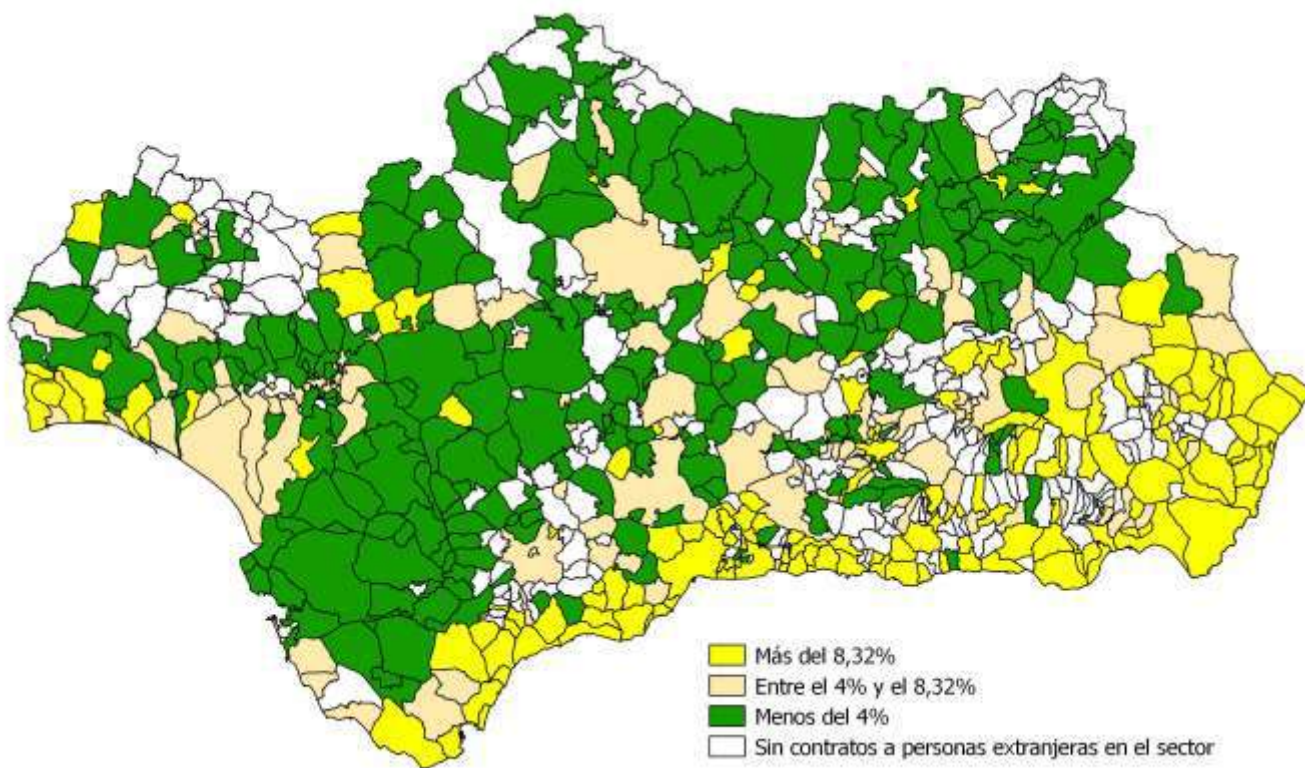 Más del 8,32%
Entre el 4% y el 8,32%
Menos del 4%
Sin contratos a personas extranjeras en el sector